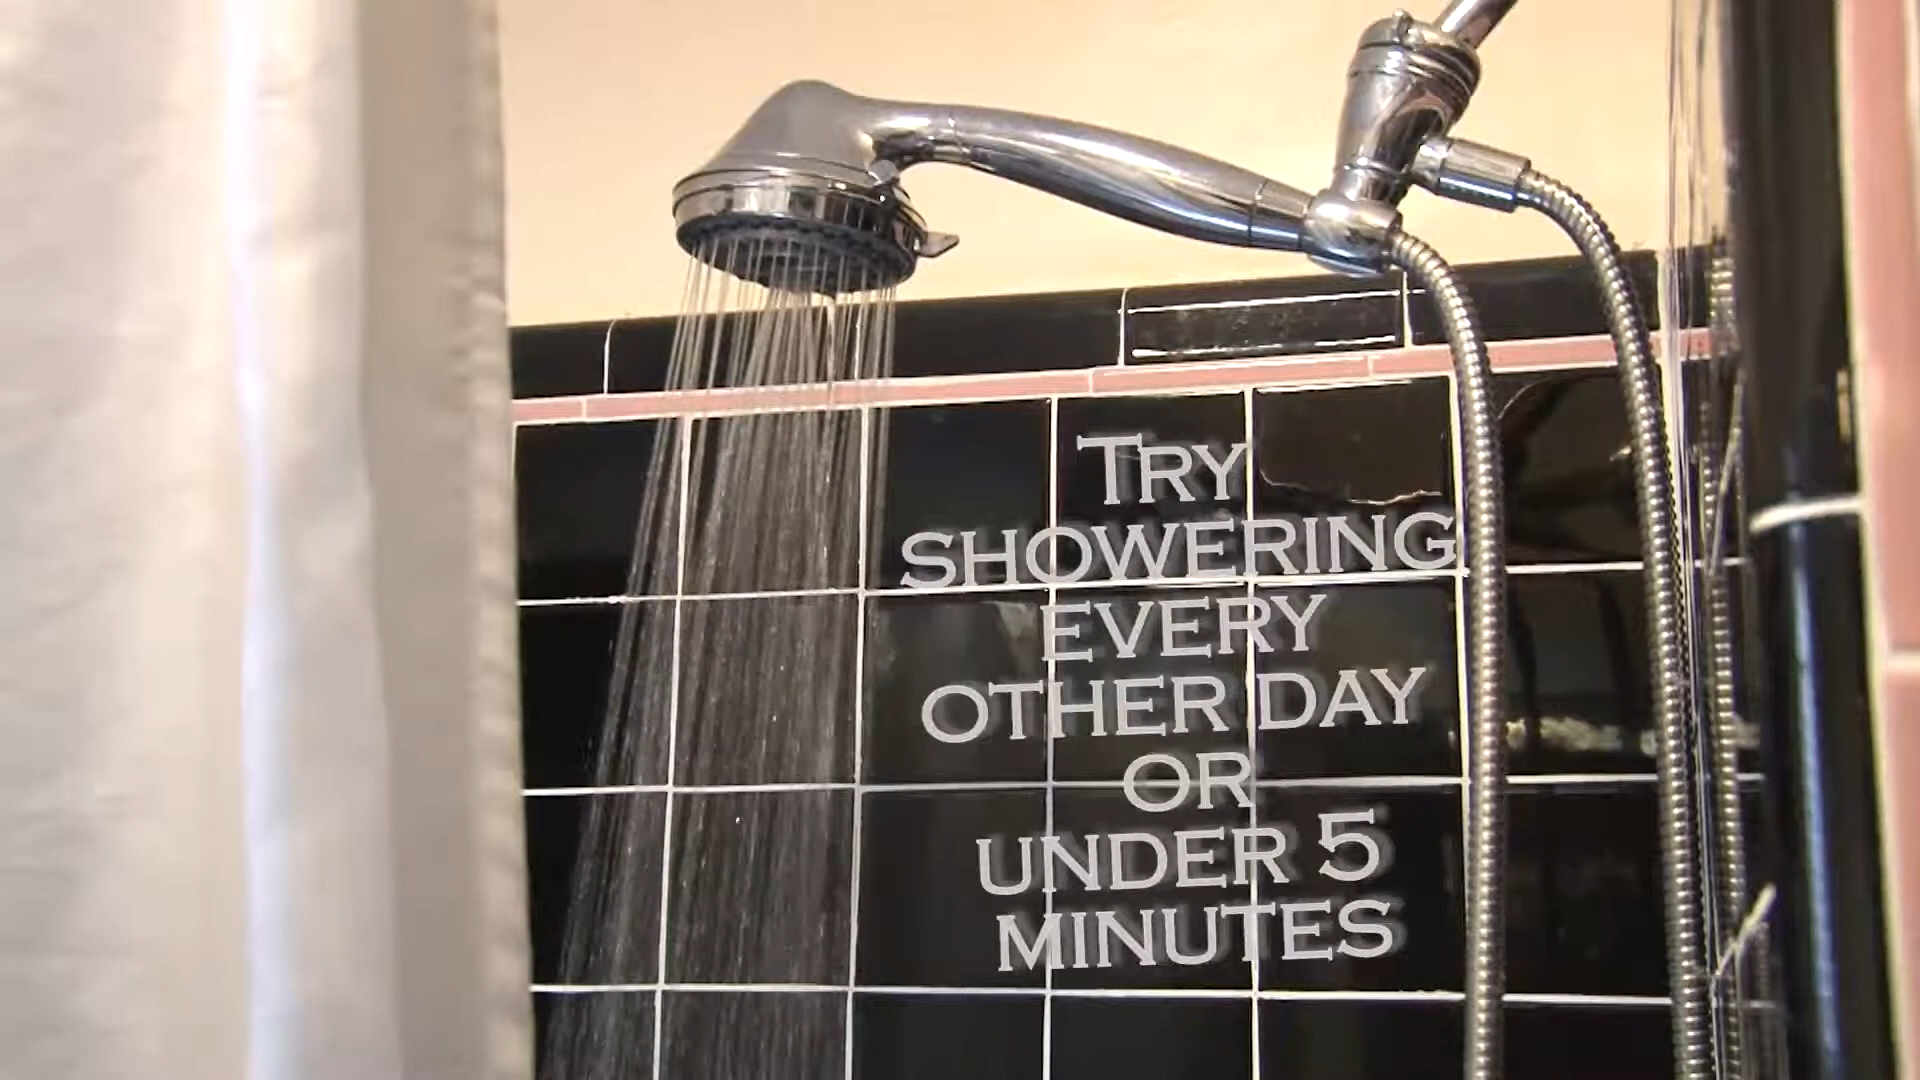 TRY
SHOWERING
EVERY
OTHER DAY
OR
UNDER 5
MINUTES